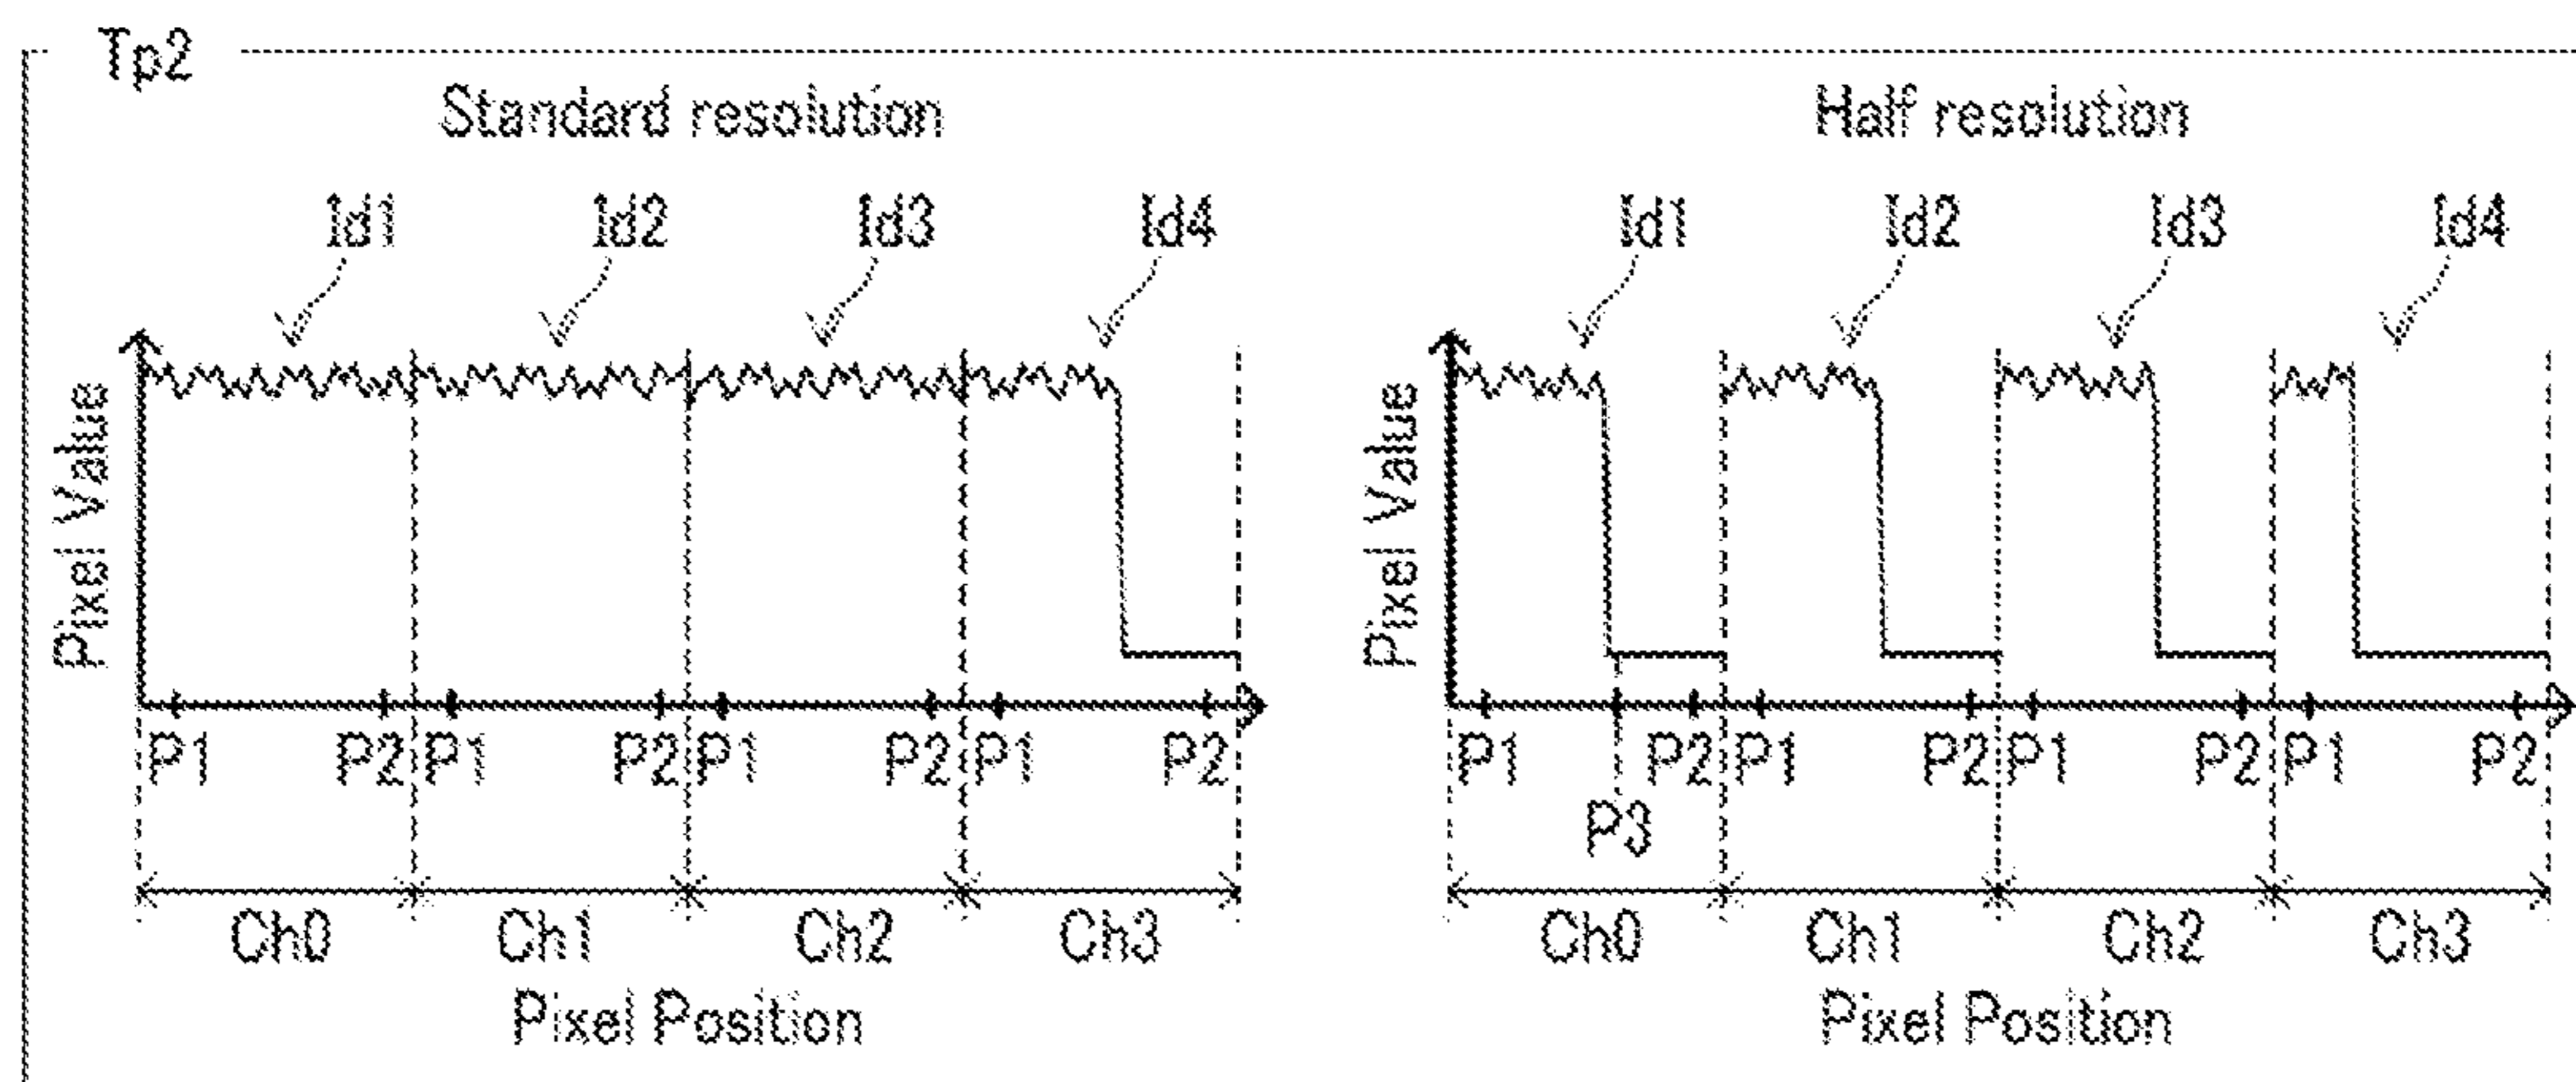 Tp2
Standard resolution
Half resolution
Id1 Id2 Id3 Id4
Id1 Id2 Id3 Id4
Pixel Value
Pixel Value
P1 P2 P1 P2 P1 P2 P1 P2
P1 P2 P1 P2 P1 P2 P1 P2
P3
Ch0 Ch1 Ch2 Ch3
Ch0 Ch1 Ch2 Ch3
Pixel Position
Pixel Position